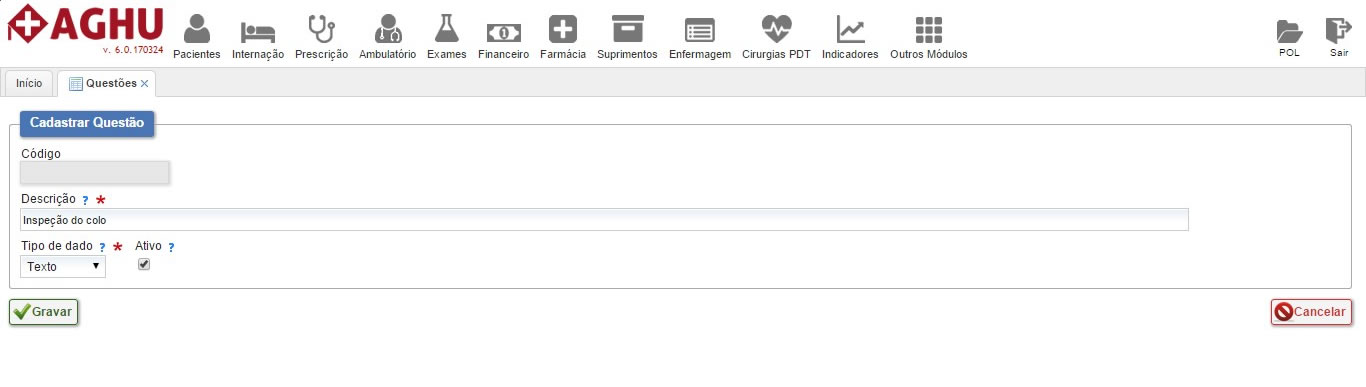 AGHU
v. 6.0.170324
Pacientes Internação Prescrição Ambulatório Exames Financeiro Farmácia Suprimentos Enfermagem Cirurgias PDT Indicadores Outros Módulos POL Sair
Início Questões
Cadastrar Questão
Código
Descrição ? *
Inspeção do colo
Tipo de dado ? * Ativo ?
Texto
Gravar Cancelar